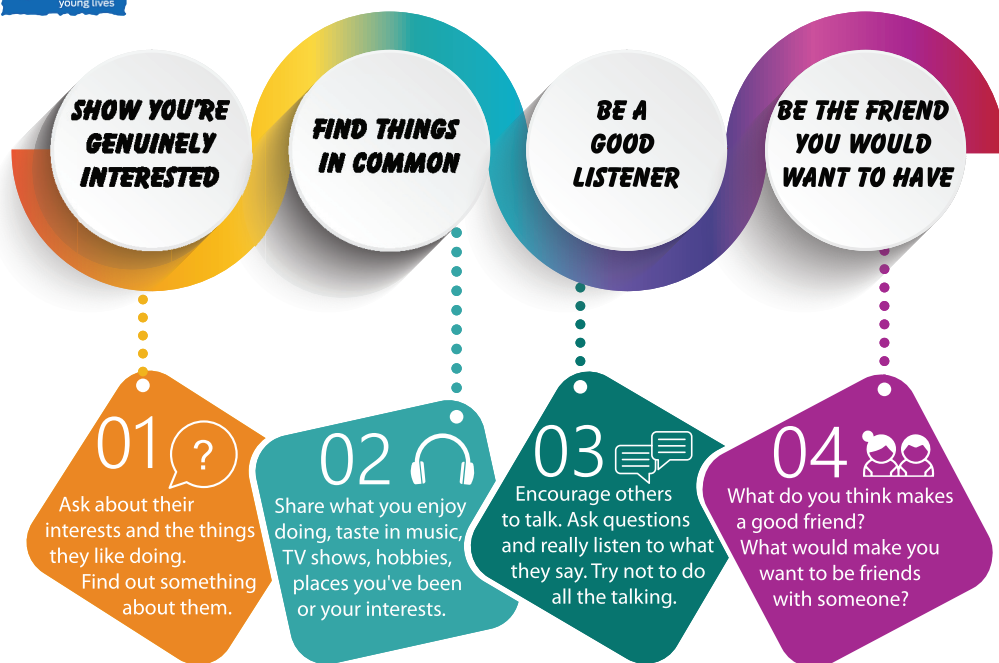 young lives
SHOW YOU'RE
GENUINELY
INTERESTED
FIND THINGS
IN COMMON
BE A
GOOD
LISTENER
BE THE FRIEND
YOU WOULD
WANT TO HAVE
01
?
Ask about their
interests and the things
they like doing.
Find out something
about them.
02
Share what you enjoy
doing, taste in music,
TV shows, hobbies,
places you've been
or your interests.
03
Encourage others
to talk. Ask questions
and really listen to what
they say. Try not to do
all the talking.
04
What do you think makes
a good friend?
What would make you
want to be friends
with someone?